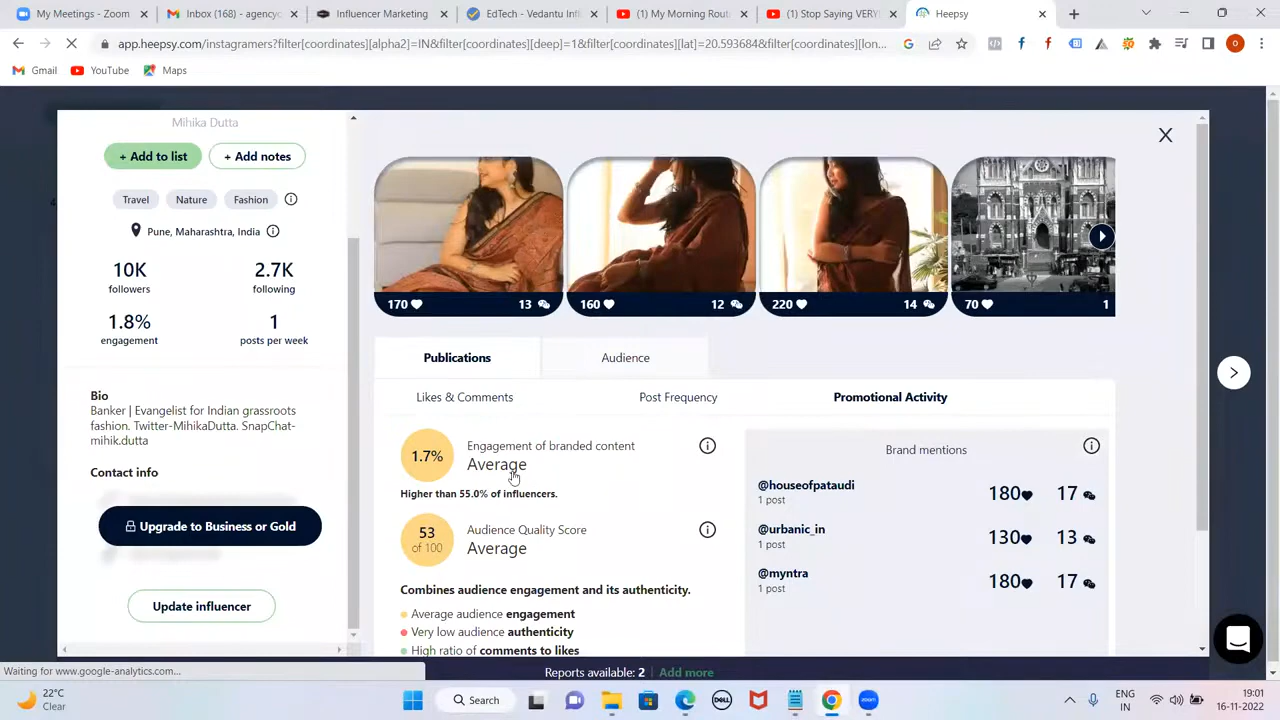 My Meetings - Zoom
Inbox (168) - agencyc
Influencer Marketing
EdTech - Vedantu Infl
(1) My Morning Rout
(1) Stop Saying VERY!
Heepsy
app.heepsy.com/instagramers?filter[coordinates][alpha2]=IN&filter[coordinates][deep]=1&filter[coordinates][lat]=20.593684&filter[coordinates][lon...
Gmail
YouTube
Maps
Mihika Dutta
+ Add to list
+ Add notes
Travel
Nature
Fashion
Pune, Maharashtra, India
10K
followers
2.7K
following
1.8%
engagement
1
posts per week
Bio
Banker | Evangelist for Indian grassroots
fashion. Twitter-MihikaDutta. SnapChat-
mihik.dutta
Contact info
Upgrade to Business or Gold
Update influencer
170
13
160
12
220
14
70
1
Publications
Audience
Likes & Comments
Post Frequency
Promotional Activity
1.7%
Engagement of branded content
Average
Higher than 55.0% of influencers.
53
of 100
Audience Quality Score
Average
Combines audience engagement and its authenticity.
Average audience engagement
Very low audience authenticity
High ratio of comments to likes
Brand mentions
@houseofpataudi
1 post
180
17
@urbanic_in
1 post
130
13
@myntra
1 post
180
17
Waiting for www.google-analytics.com...
Reports available: 2 | Add more
22°C
Clear
Search
DELL
zoom
ENG
IN
19:01
16-11-2022